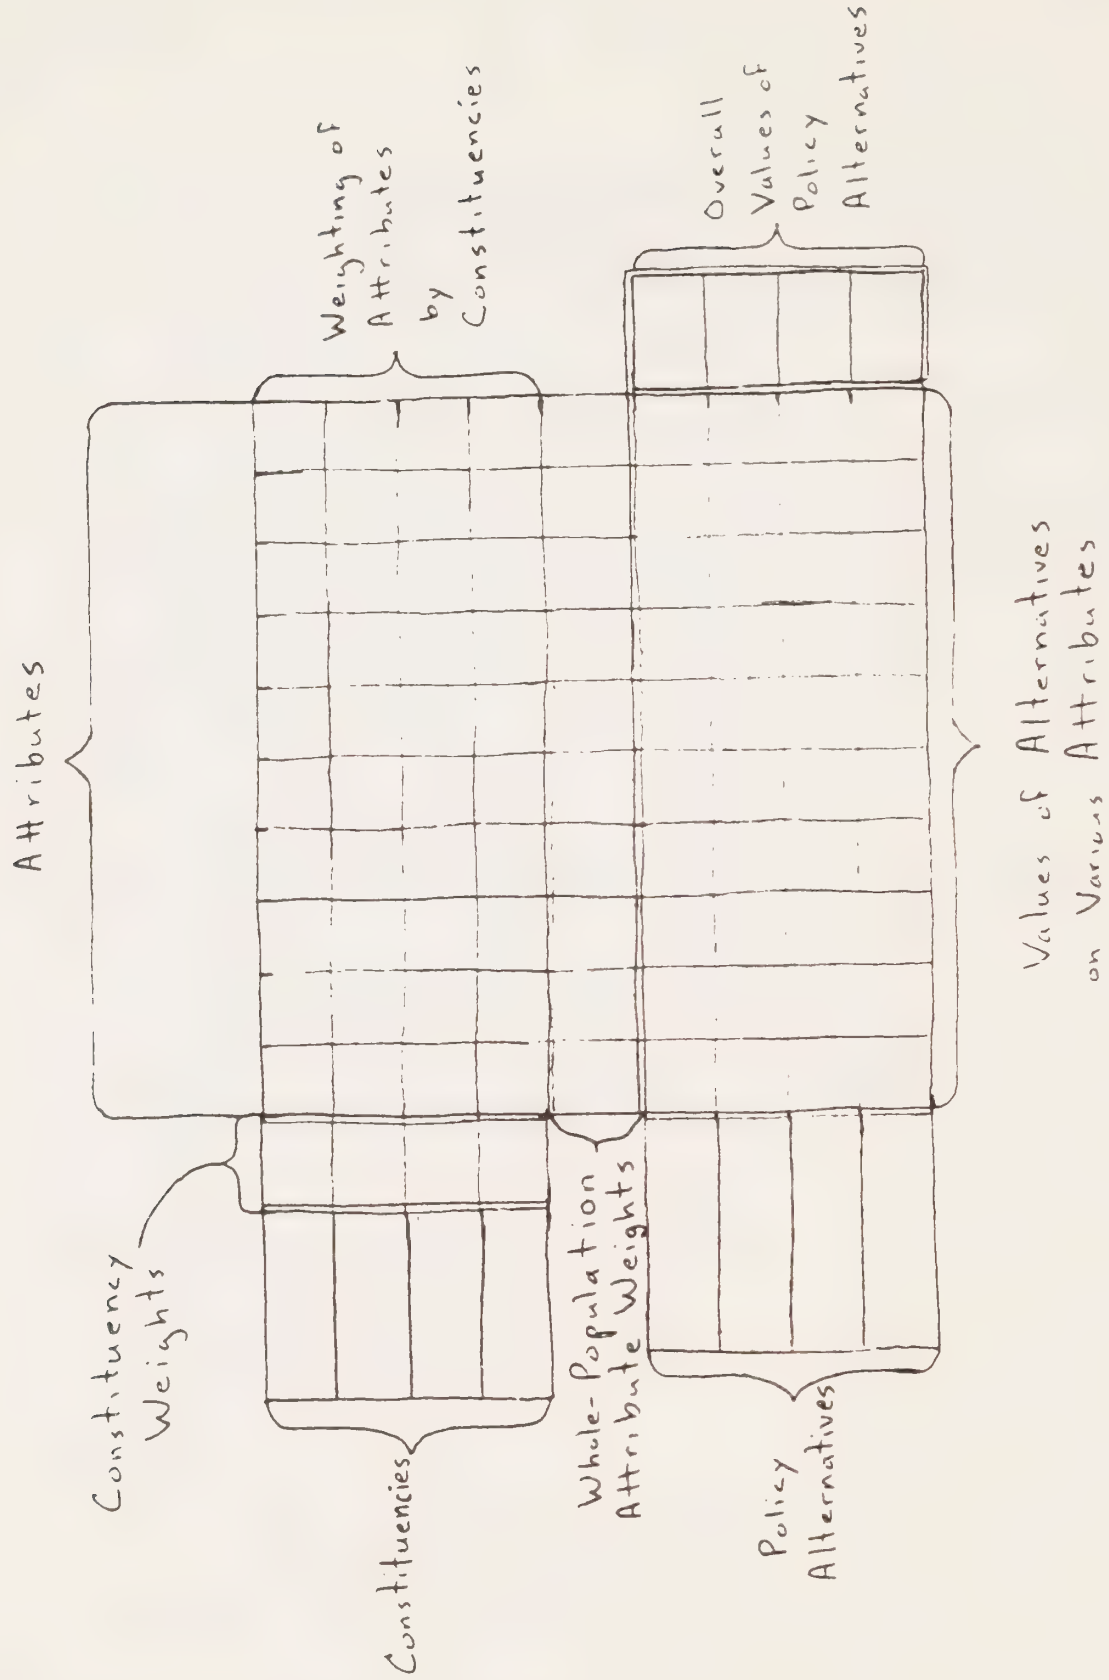 Attributes
Constituency
Weights
Weighting of
Attributes
by
Constituencies
Constituencies
Whole-Population
Attribute Weights
Overall
Values of
Policy
Alternatives
Policy
Alternatives
Values of Alternatives
on Various Attributes